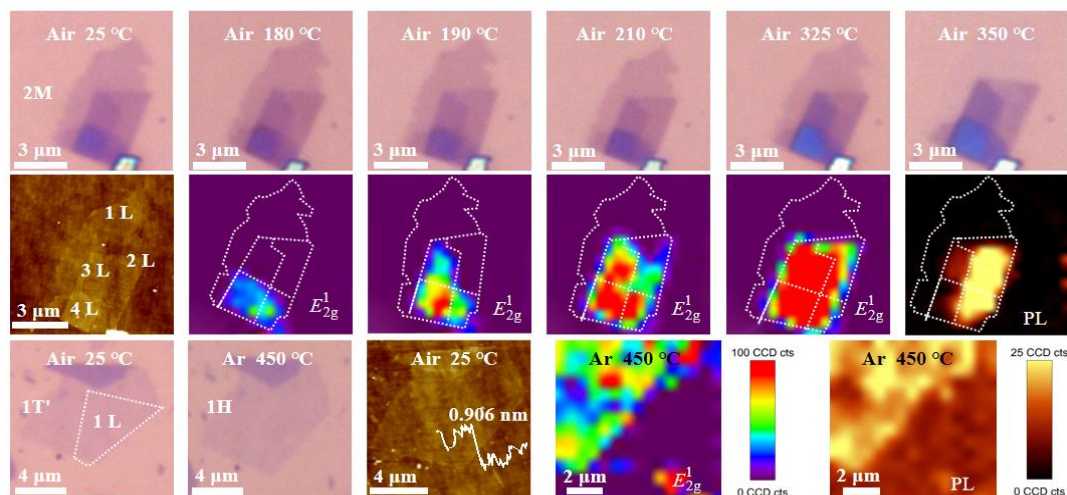 Air 25 ℃
Air 180 ℃
Air 190 ℃
Air 210 ℃
Air 325 ℃
Air 350 ℃
2M
3 μm
3 μm
3 μm
3 μm
3 μm
3 μm
1 L
2 L
3 L
4 L
3 μm
E¹₂g
E¹₂g
E¹₂g
E¹₂g
PL
Air 25 ℃
Ar 450 ℃
Air 25 ℃
Ar 450 ℃
100 CCD cts
Ar 450 ℃
25 CCD cts
1T'
1 L
1H
0.906 nm
4 μm
4 μm
4 μm
2 μm
E¹₂g
0 CCD cts
2 μm
PL
0 CCD cts